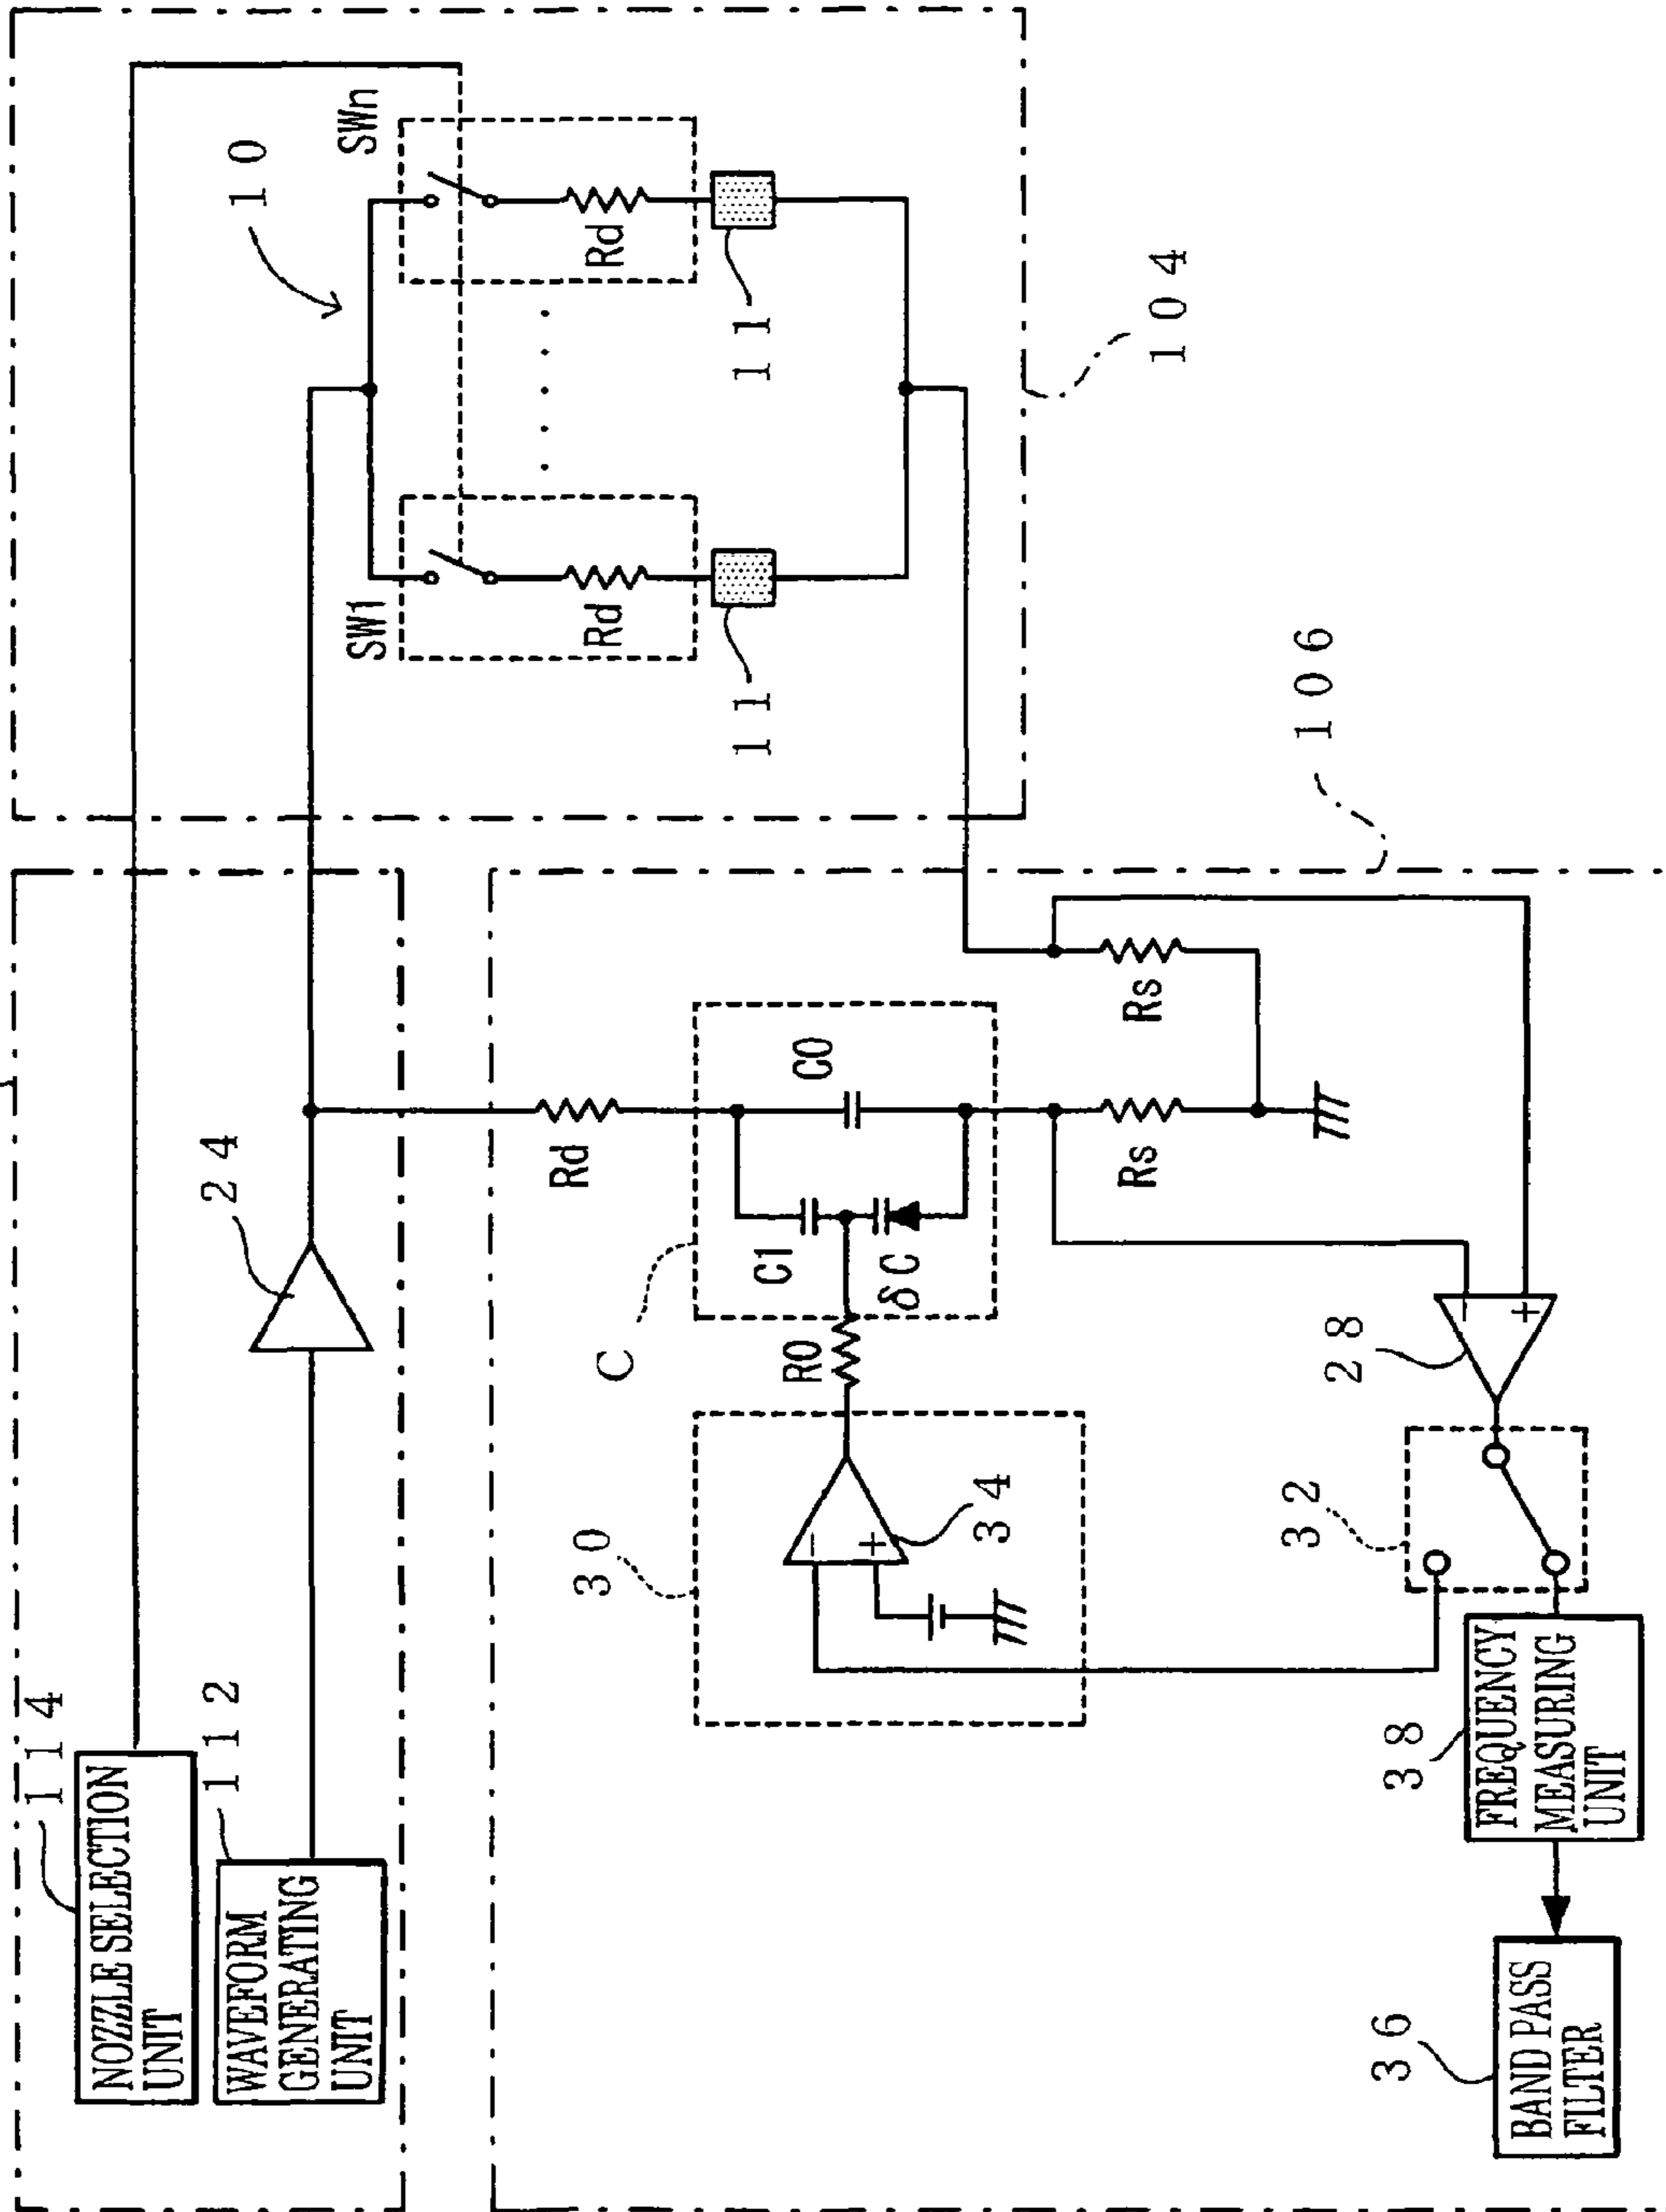 114
NOZZLE SELECTION
UNIT
112
WAVEFORM
GENERATING
UNIT
24
10
SW1
SWn
Rd
Rd
11
11
104
106
Rd
C
C1
C0
δC
R0
30
34
Rs
Rs
28
−
+
−
+
32
38
FREQUENCY
MEASURING
UNIT
36
BAND PASS
FILTER